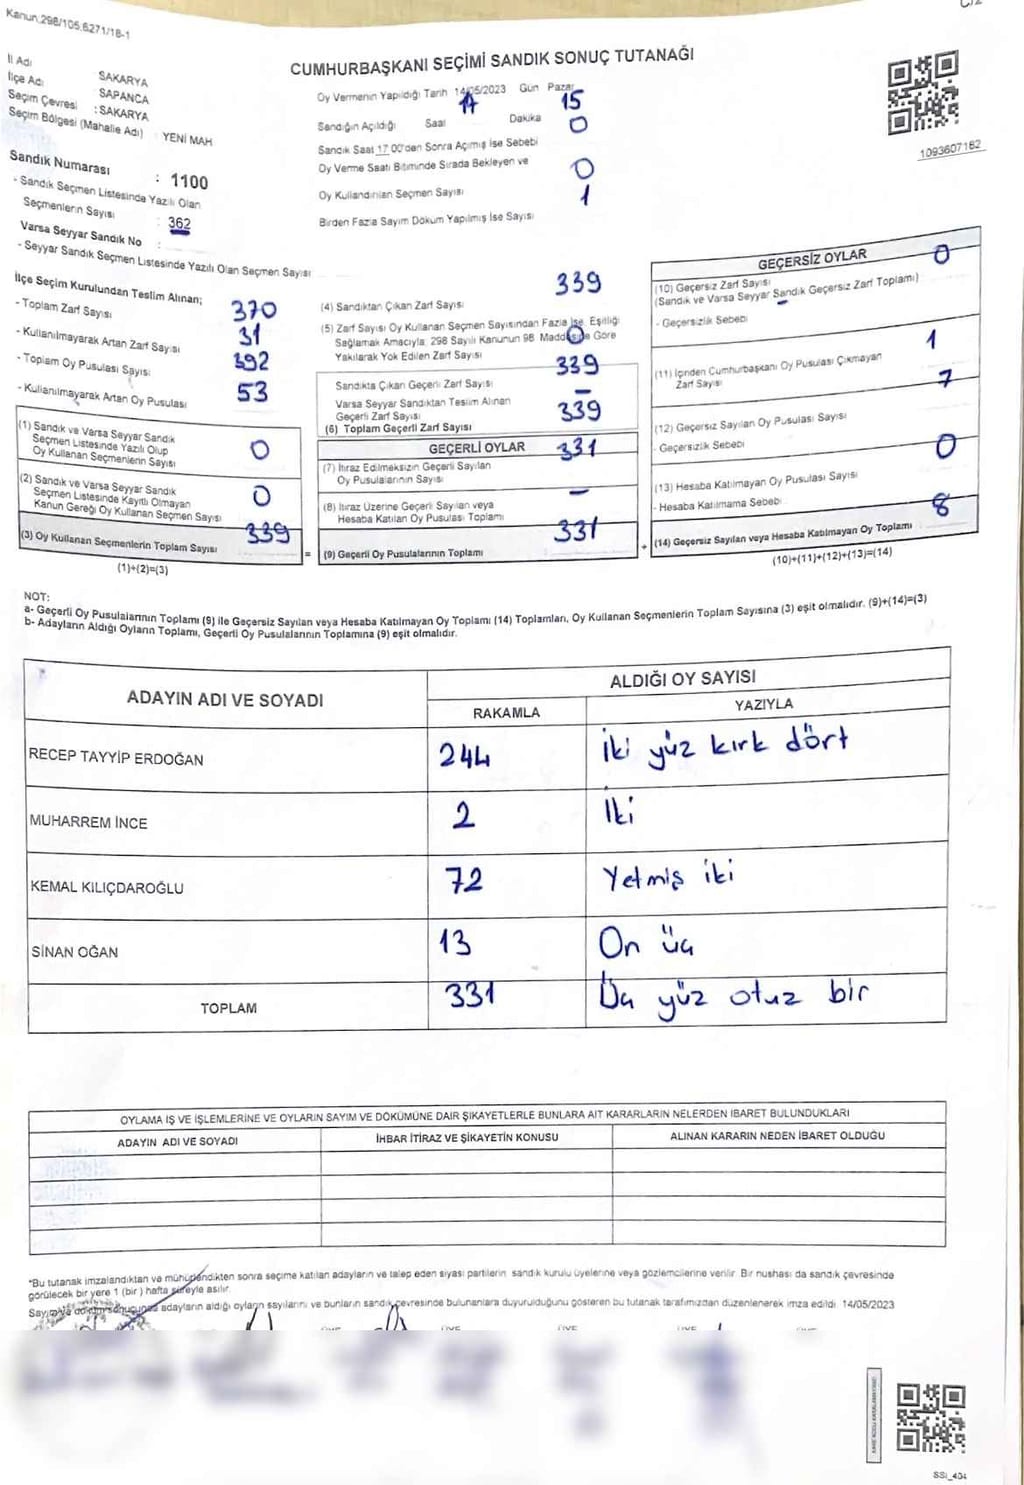 Kanun:298/105,6271/18-1
CUMHURBAŞKANI SEÇİMİ SANDIK SONUÇ TUTANAĞI
İl Adı SAKARYA
İlçe Adı SAPANCA
Seçim Çevresi : SAKARYA
Seçim Bölgesi (Mahalle Adı) : YENİ MAH
Sandık Numarası : 1100
- Sandık Seçmen Listesinde Yazılı Olan
Seçmenlerin Sayısı : 362
Varsa Seyyar Sandık No :
- Seyyar Sandık Seçmen Listesinde Yazılı Olan Seçmen Sayısı
Oy Vermenin Yapıldığı Tarih 14/05/2023 Gün Pazar
Sandığın Açıldığı Saat 17 Dakika 15
Sandık Saat 17:00'den Sonra Açılmış İse Sebebi 0
Oy Verme Saati Bitiminde Sırada Bekleyen ve
Oy Kullandırılan Seçmen Sayısı 0
Birden Fazla Sayım Döküm Yapılmış İse Sayısı 1
1093607182
İlçe Seçim Kurulundan Teslim Alınan;
- Toplam Zarf Sayısı 370
- Kullanılmayarak Artan Zarf Sayısı 31
- Toplam Oy Pusulası Sayısı 392
- Kullanılmayarak Artan Oy Pusulası 53
(1) Sandık ve Varsa Seyyar Sandık
Seçmen Listesinde Yazılı Olup
Oy Kullanan Seçmenlerin Sayısı 0
(2) Sandık ve Varsa Seyyar Sandık
Seçmen Listesinde Kayıtlı Olmayan
Kanun Gereği Oy Kullanan Seçmen Sayısı 0
(3) Oy Kullanan Seçmenlerin Toplam Sayısı 339
(1)+(2)=(3)
=
(4) Sandıktan Çıkan Zarf Sayısı 339
(5) Zarf Sayısı Oy Kullanan Seçmen Sayısından Fazla İse, Eşitliği
Sağlamak Amacıyla, 298 Sayılı Kanunun 98. Maddesine Göre
Yakılarak Yok Edilen Zarf Sayısı 0
Sandıkta Çıkan Geçerli Zarf Sayısı 339
Varsa Seyyar Sandıktan Teslim Alınan
Geçerli Zarf Sayısı -
(6) Toplam Geçerli Zarf Sayısı 339
GEÇERLİ OYLAR
(7) İtiraz Edilmeksizin Geçerli Sayılan
Oy Pusulalarının Sayısı 331
(8) İtiraz Üzerine Geçerli Sayılan veya
Hesaba Katılan Oy Pusulası Toplamı -
(9) Geçerli Oy Pusulalarının Toplamı 331
+
GEÇERSİZ OYLAR
(10) Geçersiz Zarf Sayısı 0
(Sandık ve Varsa Seyyar Sandık Geçersiz Zarf Toplamı)
- Geçersizlik Sebebi -
(11) İçinden Cumhurbaşkanı Oy Pusulası Çıkmayan
Zarf Sayısı 1
(12) Geçersiz Sayılan Oy Pusulası Sayısı 7
- Geçersizlik Sebebi
(13) Hesaba Katılmayan Oy Pusulası Sayısı 0
- Hesaba Katılmama Sebebi
(14) Geçersiz Sayılan veya Hesaba Katılmayan Oy Toplamı 8
(10)+(11)+(12)+(13)=(14)
NOT:
a- Geçerli Oy Pusulalarının Toplamı (9) ile Geçersiz Sayılan veya Hesaba Katılmayan Oy Toplamı (14) Toplamları, Oy Kullanan Seçmenlerin Toplam Sayısına (3) eşit olmalıdır. (9)+(14)=(3)
b- Adayların Aldığı Oyların Toplamı, Geçerli Oy Pusulalarının Toplamına (9) eşit olmalıdır.
ADAYIN ADI VE SOYADI ALDIĞI OY SAYISI
RAKAMLA YAZIYLA
RECEP TAYYİP ERDOĞAN 244 İki yüz kırk dört
MUHARREM İNCE 2 İki
KEMAL KILIÇDAROĞLU 72 Yetmiş iki
SİNAN OĞAN 13 On üç
TOPLAM 331 Üç yüz otuz bir
OYLAMA İŞ VE İŞLEMLERİNE VE OYLARIN SAYIM VE DÖKÜMÜNE DAİR ŞİKAYETLERLE BUNLARA AİT KARARLARIN NELERDEN İBARET BULUNDUKLARI
ADAYIN ADI VE SOYADI İHBAR İTİRAZ VE ŞİKAYETİN KONUSU ALINAN KARARIN NEDEN İBARET OLDUĞU
*Bu tutanak imzalandıktan ve mühürlendikten sonra seçime katılan adayların ve talep eden siyasi partilerin sandık kurulu üyelerine veya gözlemcilerine verilir. Bir nushası da sandık çevresinde
görülecek bir yere 1 (bir) hafta süreyle asılır.
Sayım ve döküm sonucunda adayların aldığı oyların sayılarını ve bunların sandık çevresinde bulunanlara duyurulduğunu gösteren bu tutanak tarafımızdan düzenlenerek imza edildi. 14/05/2023
ÜYE ÜYE ÜYE ÜYE ÜYE
SSİ_404